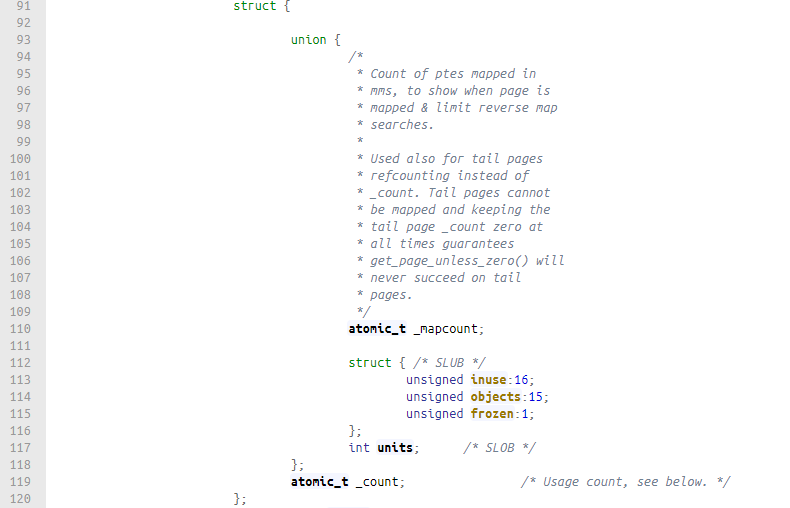 91 struct {
92
93 union {
94 /*
95 * Count of ptes mapped in
96 * mms, to show when page is
97 * mapped & limit reverse map
98 * searches.
99 *
100 * Used also for tail pages
101 * refcounting instead of
102 * _count. Tail pages cannot
103 * be mapped and keeping the
104 * tail page _count zero at
105 * all times guarantees
106 * get_page_unless_zero() will
107 * never succeed on tail
108 * pages.
109 */
110 atomic_t _mapcount;
111
112 struct { /* SLUB */
113 unsigned inuse:16;
114 unsigned objects:15;
115 unsigned frozen:1;
116 };
117 int units; /* SLOB */
118 };
119 atomic_t _count; /* Usage count, see below. */
120 };